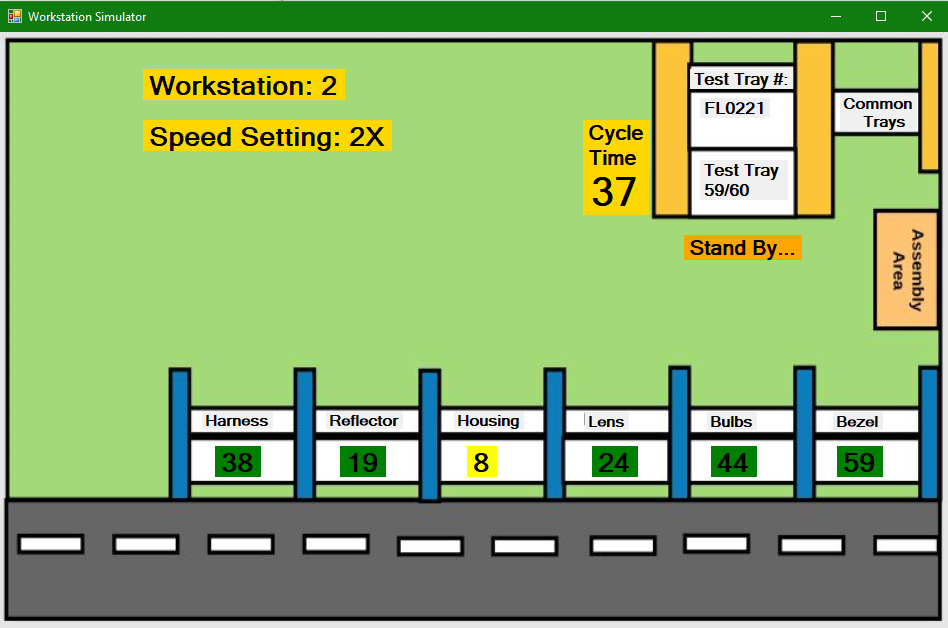 Workstation Simulator
Workstation: 2
Speed Setting: 2X
Cycle
Time
37
Test Tray #:
FL0221
Test Tray
59/60
Common
Trays
Stand By...
Assembly
Area
Harness
Reflector
Housing
Lens
Bulbs
Bezel
38
19
8
24
44
59